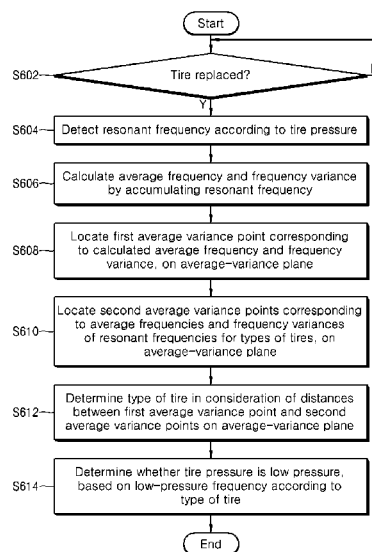 Start
S602
Tire replaced?
Y
S604
Detect resonant frequency according to tire pressure
S606
Calculate average frequency and frequency variance
by accumulating resonant frequency
S608
Locate first average variance point corresponding
to calculated average frequency and frequency
variance, on average-variance plane
S610
Locate second average variance points corresponding
to average frequencies and frequency variances
of resonant frequencies for types of tires, on
average-variance plane
S612
Determine type of tire in consideration of distances
between first average variance point and second
average variance points on average-variance plane
S614
Determine whether tire pressure is low pressure,
based on low-pressure frequency according to
type of tire
End